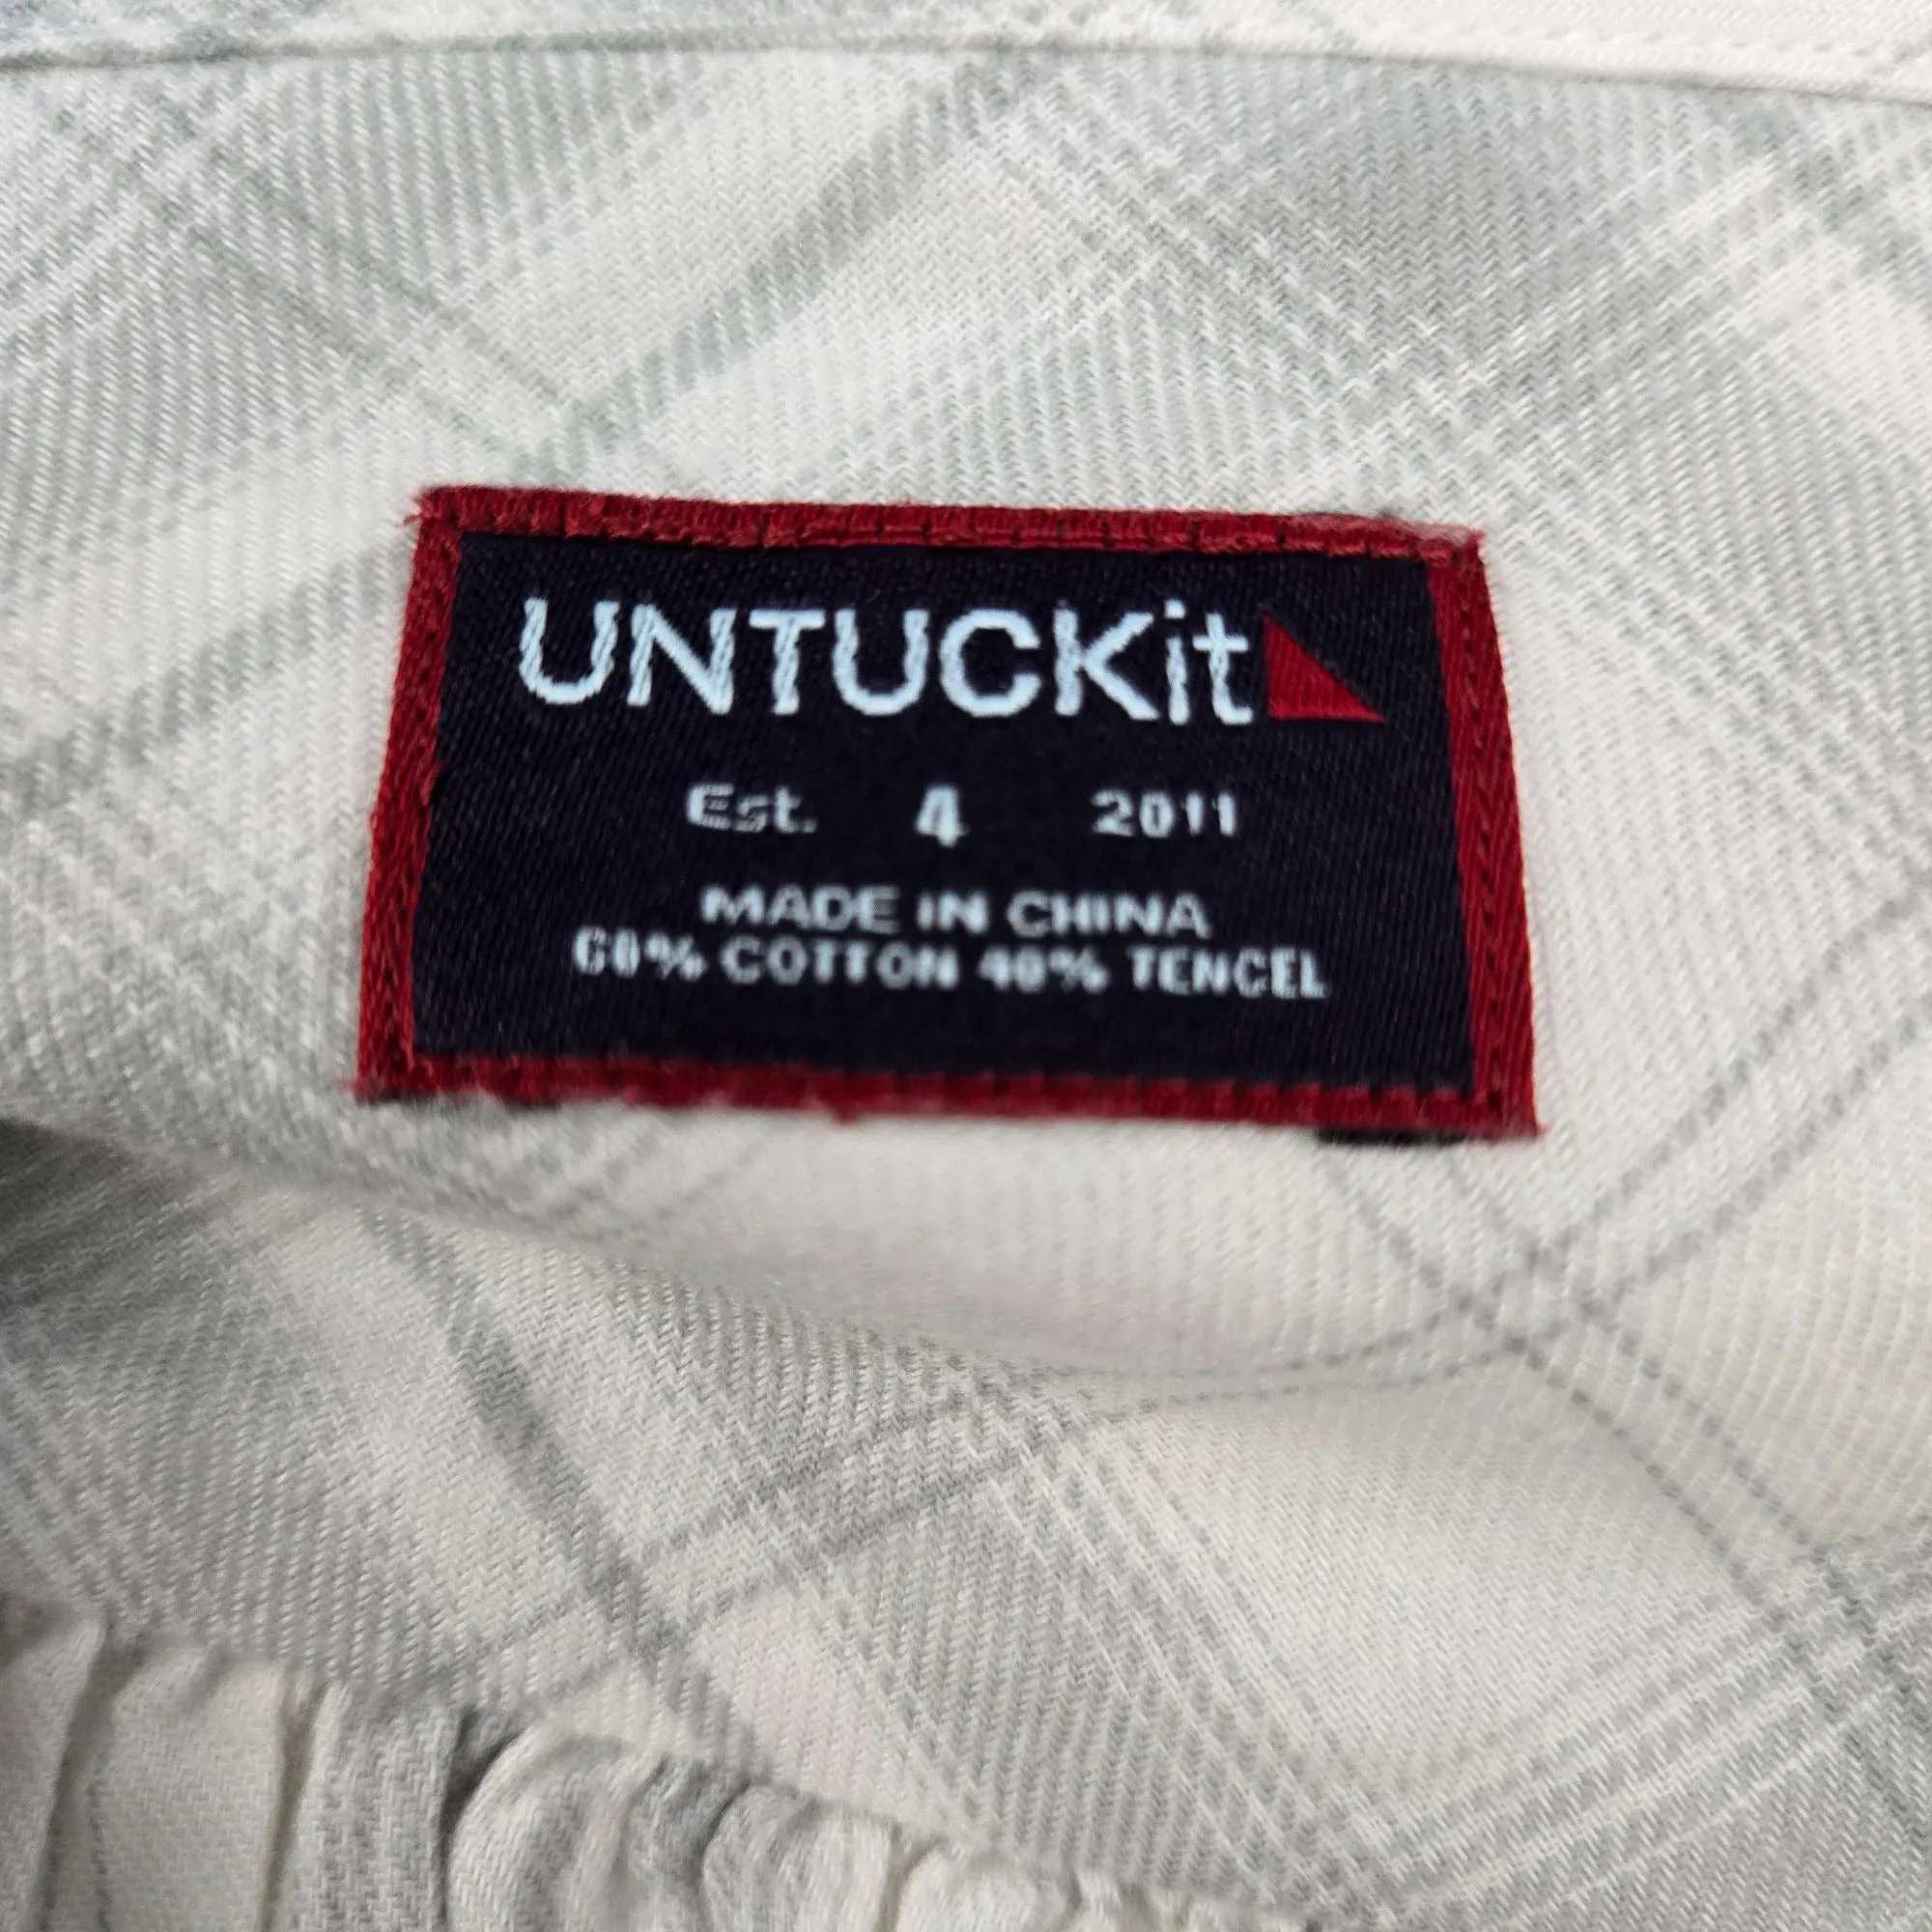 UNTUCKit
Est. 4 2011
MADE IN CHINA
60% COTTON 40% TENCEL